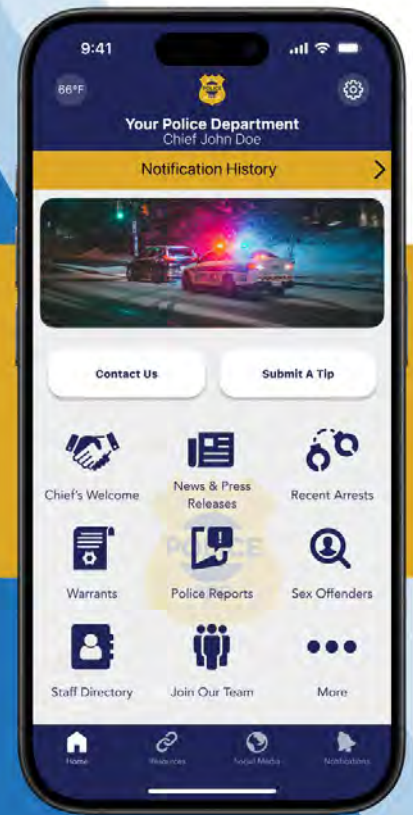 9:41
66°F
POLICE
Your Police Department
Chief John Doe
Notification History
Contact Us
Submit A Tip
Chief's Welcome
News & Press
Releases
Recent Arrests
POLICE
Warrants
Police Reports
Sex Offenders
Staff Directory
Join Our Team
More
Home
Resources
Social Media
Notifications